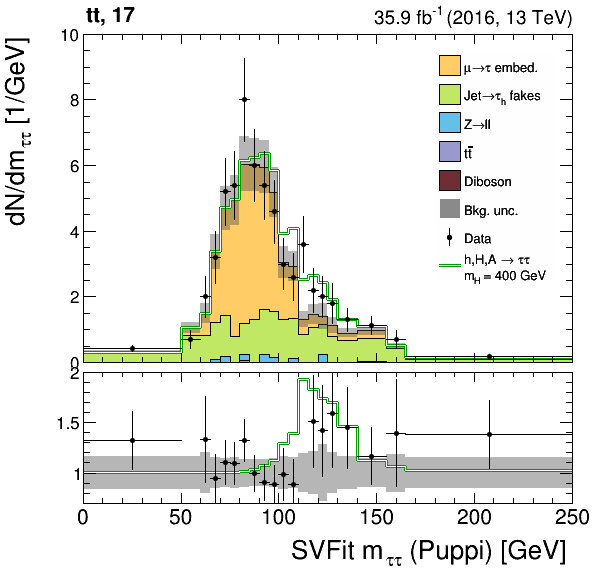 tt, 17
35.9 fb⁻¹ (2016, 13 TeV)
dN/dm_ττ [1/GeV]
10
8
6
4
2
0
μ→τ embed.
Jet→τ_h fakes
Z→ll
tt̄
Diboson
Bkg. unc.
Data
h,H,A → ττ
m_H = 400 GeV
2
1.5
1
0
50
100
150
200
250
SVFit m_ττ (Puppi) [GeV]